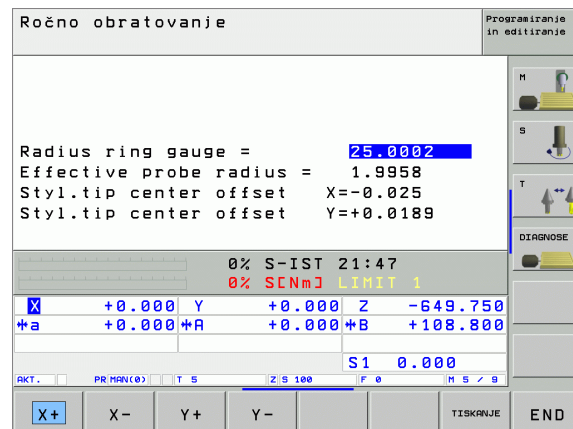 Ročno obratovanje
Programiranje in editiranje
M
S
T
DIAGNOSE
Radius ring gauge = 25.0002
Effective probe radius = 1.9958
Styl.tip center offset X=-0.025
Styl.tip center offset Y=+0.0189
0% S-IST 21:47
0% S[Nm] LIMIT 1
X +0.000 Y +0.000 Z -649.750
a +0.000 A +0.000 B +108.800
S1 0.000
AKT. PR MAN(0) T 5 Z S 100 F 0 M 5 / 9
X+ X- Y+ Y- TISKANJE END